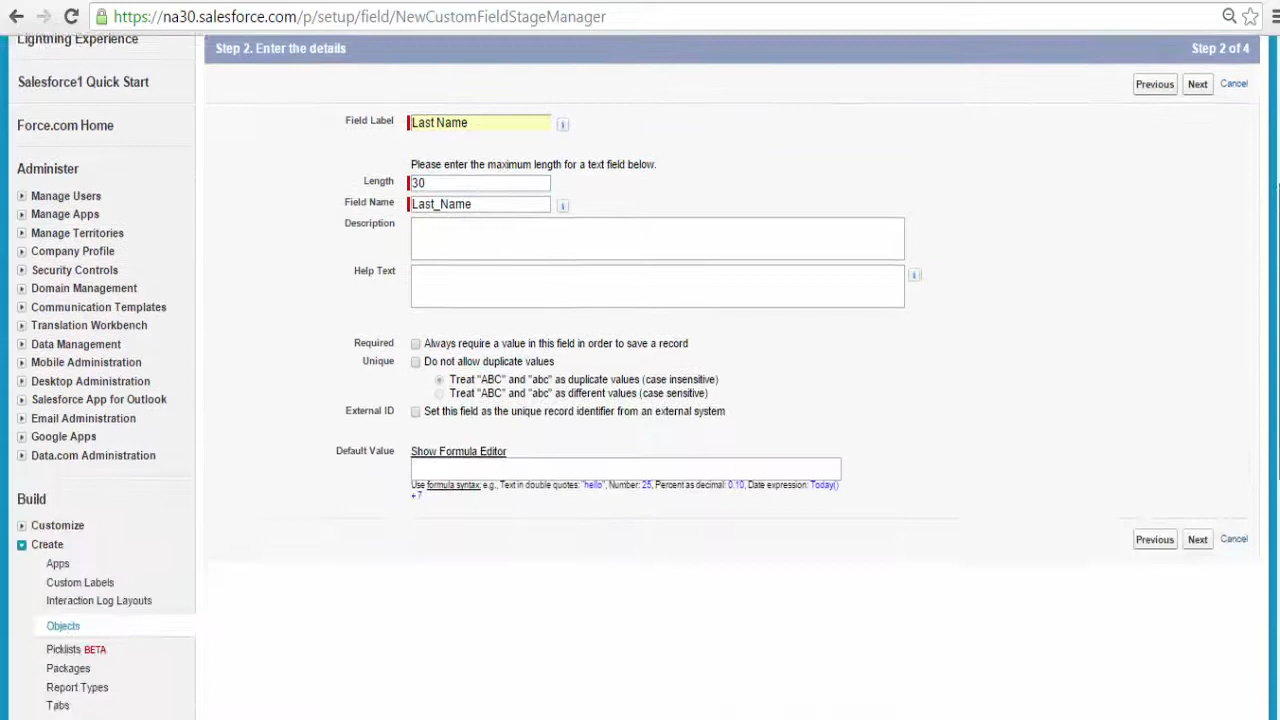 https://na30.salesforce.com/p/setup/field/NewCustomFieldStageManager
Lightning Experience
Salesforce1 Quick Start
Force.com Home
Administer
Manage Users
Manage Apps
Manage Territories
Company Profile
Security Controls
Domain Management
Communication Templates
Translation Workbench
Data Management
Mobile Administration
Desktop Administration
Salesforce App for Outlook
Email Administration
Google Apps
Data.com Administration
Build
Customize
Create
Apps
Custom Labels
Interaction Log Layouts
Objects
Picklists BETA
Packages
Report Types
Tabs
Step 2. Enter the details Step 2 of 4
Previous Next Cancel
Field Label Last Name i
Please enter the maximum length for a text field below.
Length 30
Field Name Last_Name i
Description
Help Text i
Required Always require a value in this field in order to save a record
Unique Do not allow duplicate values
Treat "ABC" and "abc" as duplicate values (case insensitive)
Treat "ABC" and "abc" as different values (case sensitive)
External ID Set this field as the unique record identifier from an external system
Default Value Show Formula Editor
Use formula syntax: e.g., Text in double quotes: "hello", Number: 25, Percent as decimal: 0.10, Date expression: Today()
+ 7
Previous Next Cancel